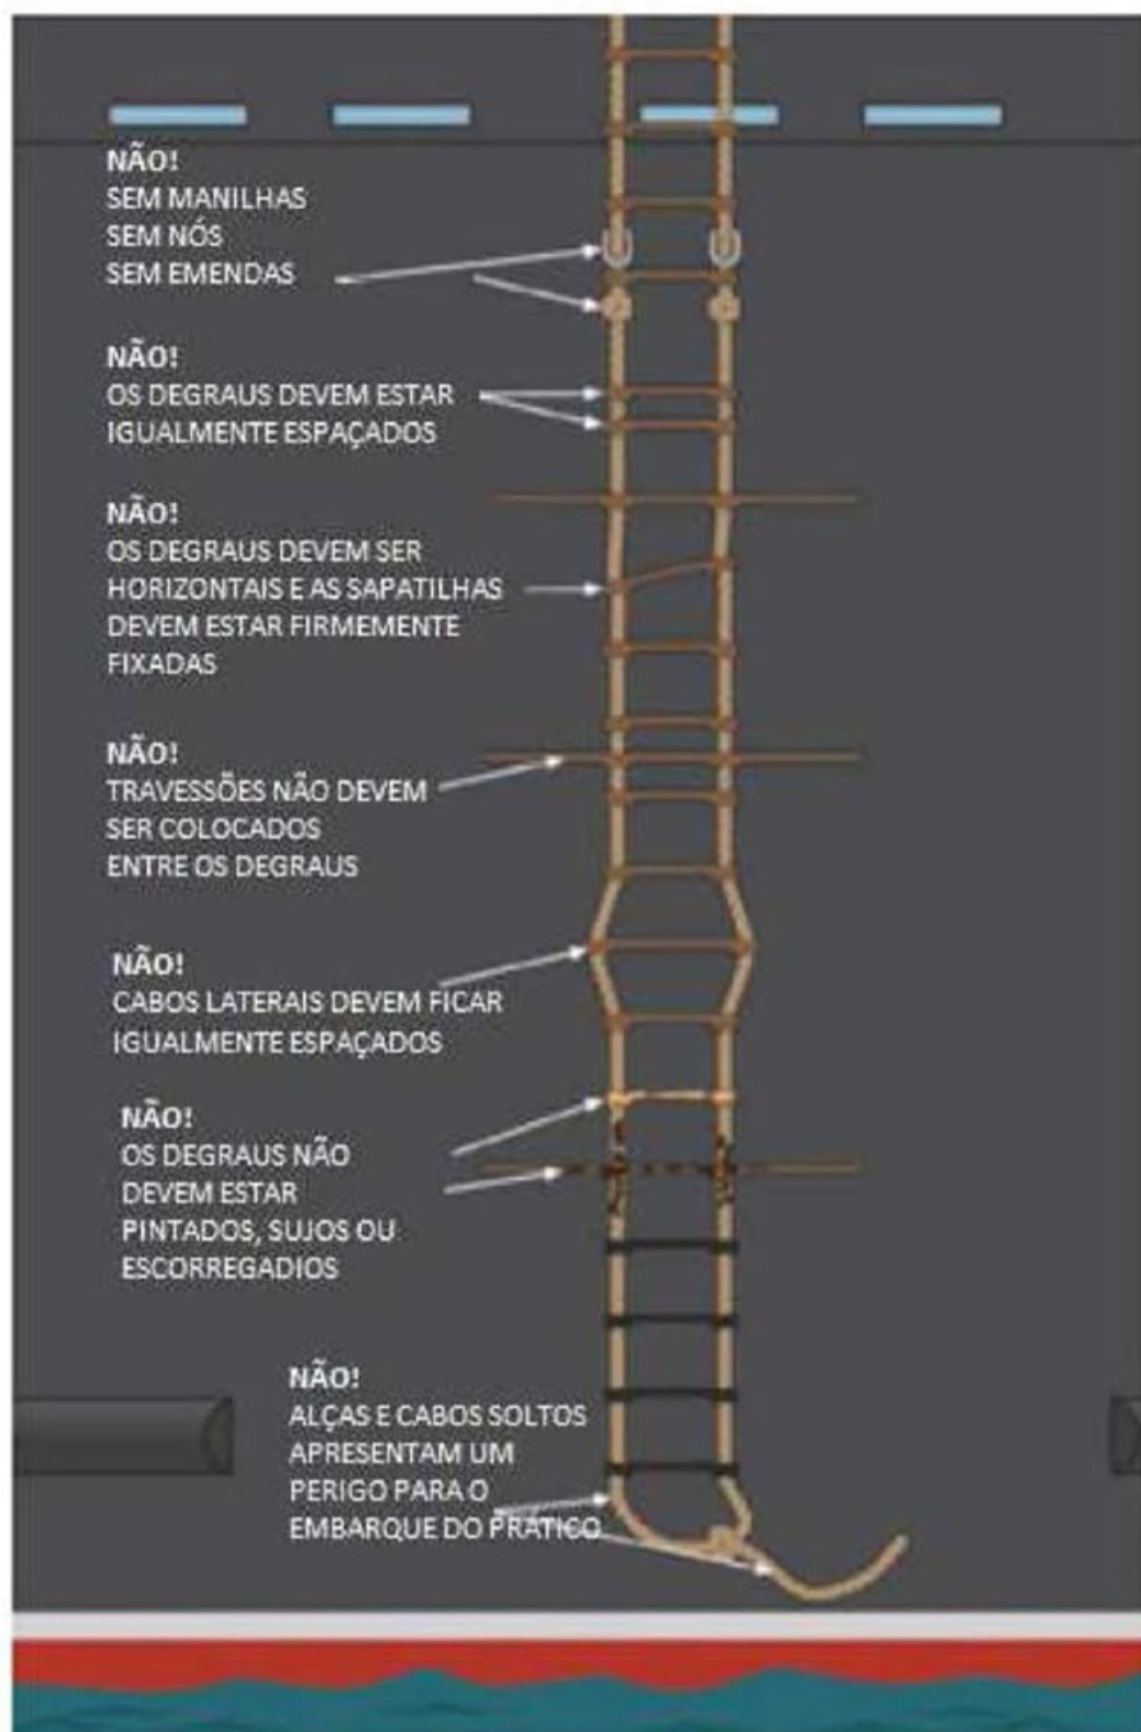 NÃO!
SEM MANILHAS
SEM NÓS
SEM EMENDAS
NÃO!
OS DEGRAUS DEVEM ESTAR
IGUALMENTE ESPAÇADOS
NÃO!
OS DEGRAUS DEVEM SER
HORIZONTAIS E AS SAPATILHAS
DEVEM ESTAR FIRMEMENTE
FIXADAS
NÃO!
TRAVESSÕES NÃO DEVEM
SER COLOCADOS
ENTRE OS DEGRAUS
NÃO!
CABOS LATERAIS DEVEM FICAR
IGUALMENTE ESPAÇADOS
NÃO!
OS DEGRAUS NÃO
DEVEM ESTAR
PINTADOS, SUJOS OU
ESCORREGADIOS
NÃO!
ALÇAS E CABOS SOLTOS
APRESENTAM UM
PERIGO PARA O
EMBARQUE DO PRÁTICO